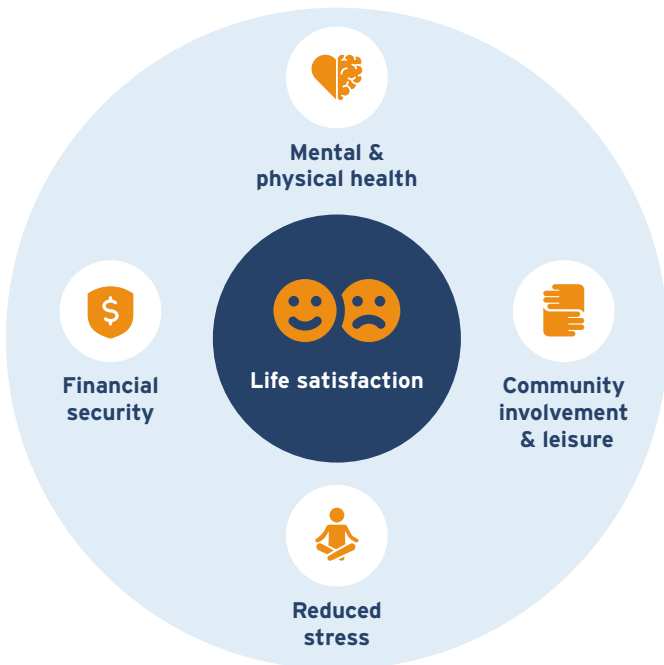 Mental &
physical health
$
Life satisfaction
Financial
security
Community
involvement
& leisure
Reduced
stress